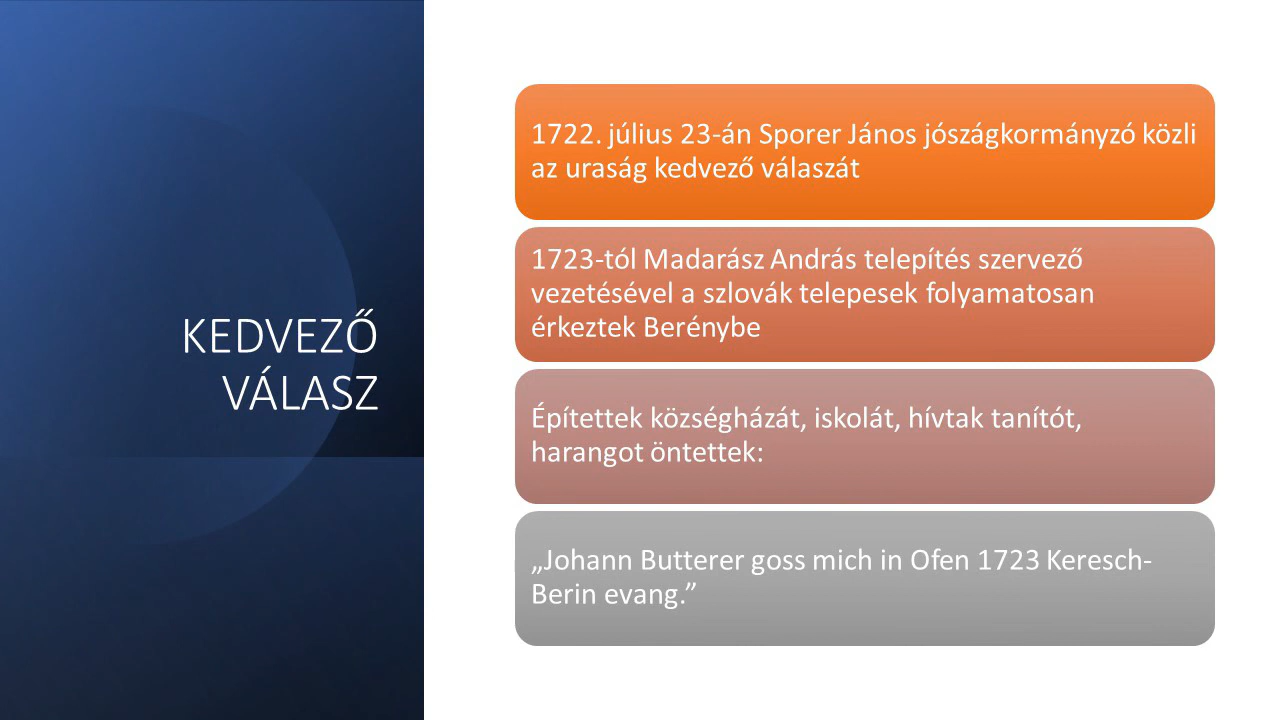 KEDVEZŐ
VÁLASZ
1722. július 23-án Sporer János jószágkormányzó közli
az uraság kedvező válaszát
1723-tól Madarász András telepítés szervező
vezetésével a szlovák telepesek folyamatosan
érkeztek Berénybe
Építettek községházát, iskolát, hívtak tanítót,
harangot öntettek:
„Johann Butterer goss mich in Ofen 1723 Keresch-
Berin evang.”